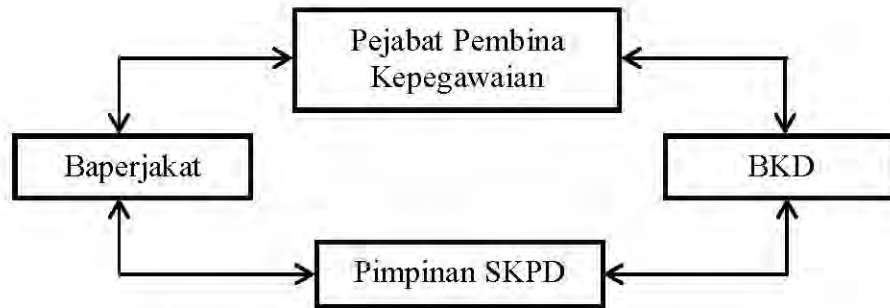 Pejabat Pembina
Kepegawaian
Baperjakat
BKD
Pimpinan SKPD